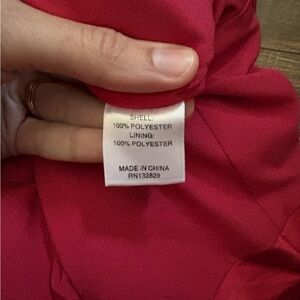 SHELL:
100% POLYESTER
LINING:
100% POLYESTER
MADE IN CHINA
RN132829